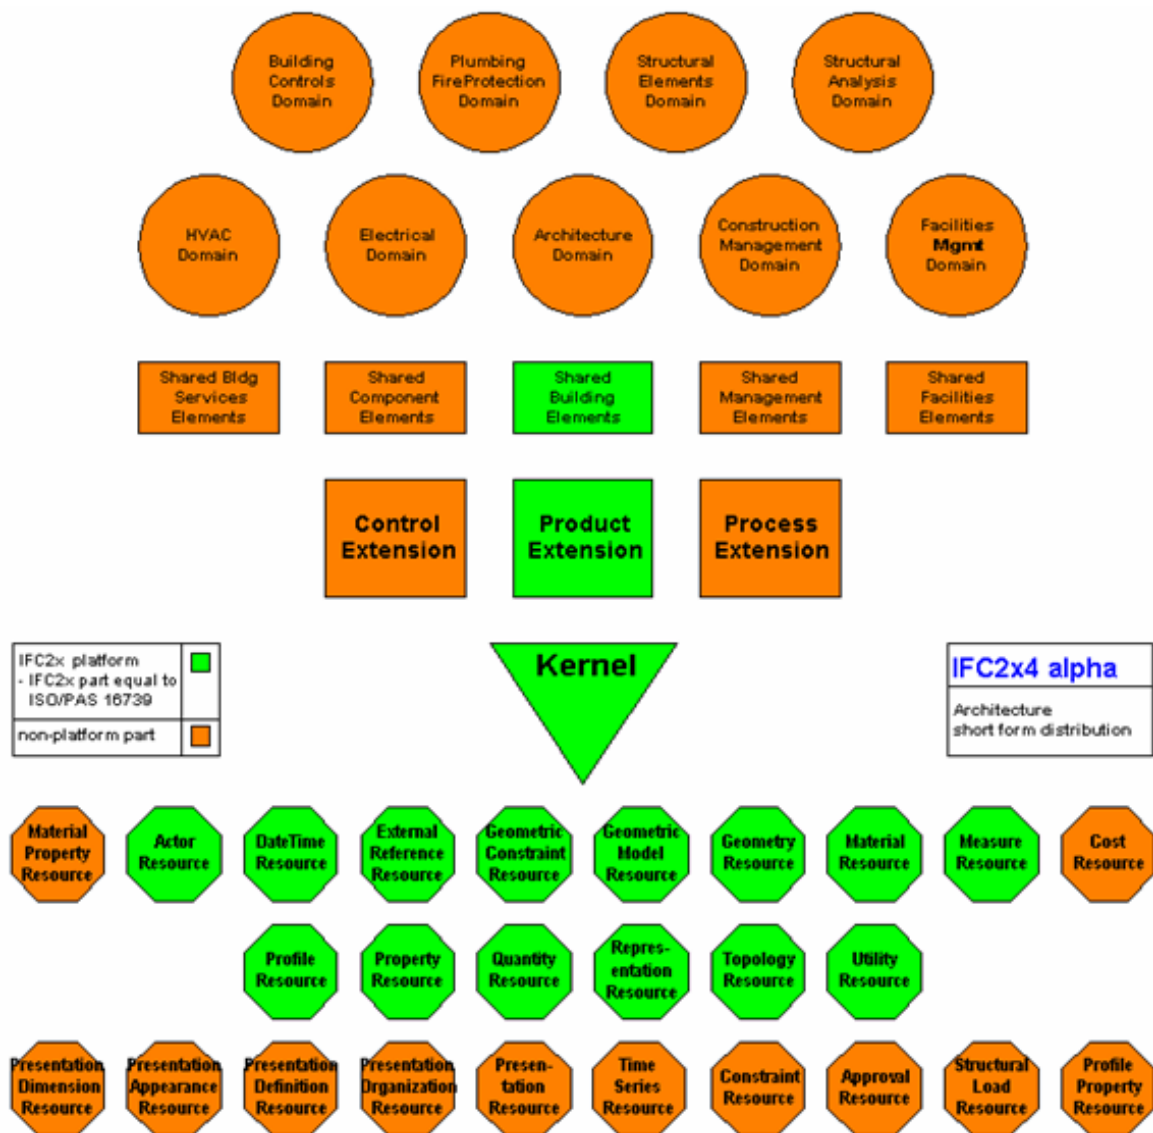 Building
Controls
Domain
Plumbing
FireProtection
Domain
Structural
Elements
Domain
Structural
Analysis
Domain
HVAC
Domain
Electrical
Domain
Architecture
Domain
Construction
Management
Domain
Facilities
Mgmt
Domain
Shared Bldg
Services
Elements
Shared
Component
Elements
Shared
Building
Elements
Shared
Management
Elements
Shared
Facilities
Elements
Control
Extension
Product
Extension
Process
Extension
IFC2x platform
- IFC2x part equal to
ISO/PAS 16739
non-platform part
Kernel
IFC2x4 alpha
Architecture
short form distribution
Material
Property
Resource
Actor
Resource
DateTime
Resource
External
Reference
Resource
Geometric
Constraint
Resource
Geometric
Model
Resource
Geometry
Resource
Material
Resource
Measure
Resource
Cost
Resource
Profile
Resource
Property
Resource
Quantity
Resource
Repres-
entation
Resource
Topology
Resource
Utility
Resource
Presentation
Dimension
Resource
Presentation
Appearance
Resource
Presentation
Definition
Resource
Presentation
Organization
Resource
Presen-
tation
Resource
Time
Series
Resource
Constraint
Resource
Approval
Resource
Structural
Load
Resource
Profile
Property
Resource